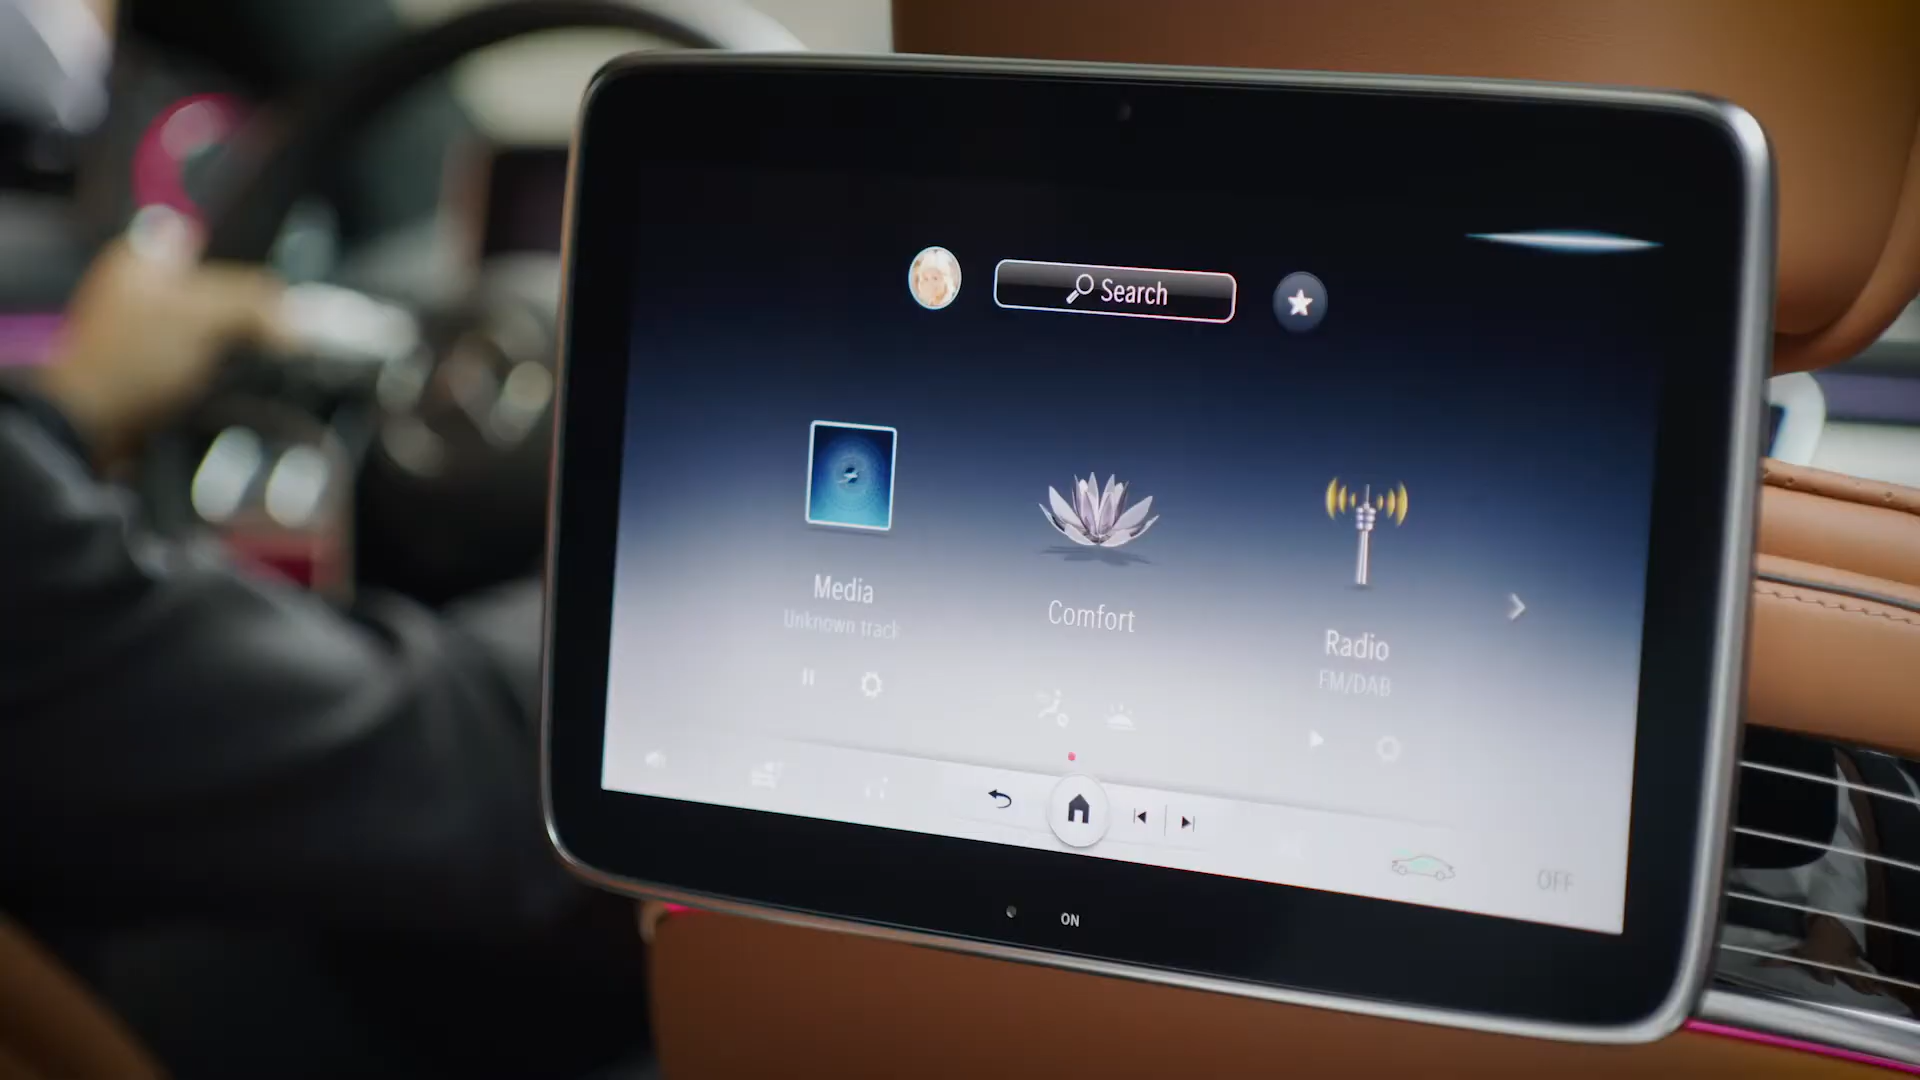 Search
Media
Unknown track
Comfort
Radio
FM/DAB
OFF
ON